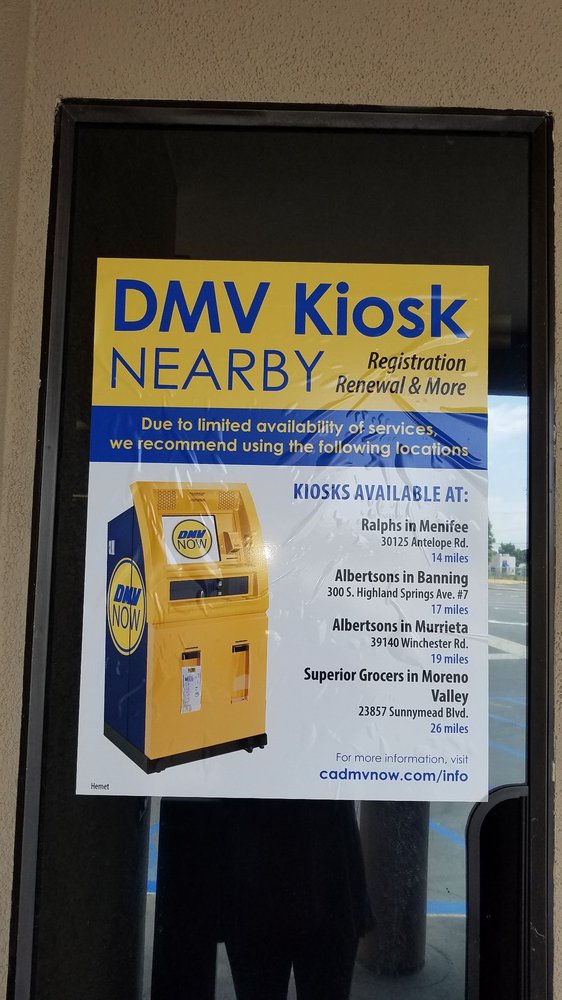 DMV Kiosk
NEARBY
Registration
Renewal & More
Due to limited availability of services,
we recommend using the following locations
KIOSKS AVAILABLE AT:
Ralphs in Menifee
30125 Antelope Rd.
14 miles
Albertsons in Banning
300 S. Highland Springs Ave. #7
17 miles
Albertsons in Murrieta
39140 Winchester Rd.
19 miles
Superior Grocers in Moreno
Valley
23857 Sunnymead Blvd.
26 miles
For more information, visit
cadmvnow.com/info
DMV
NOW
DMV
NOW
Hemet